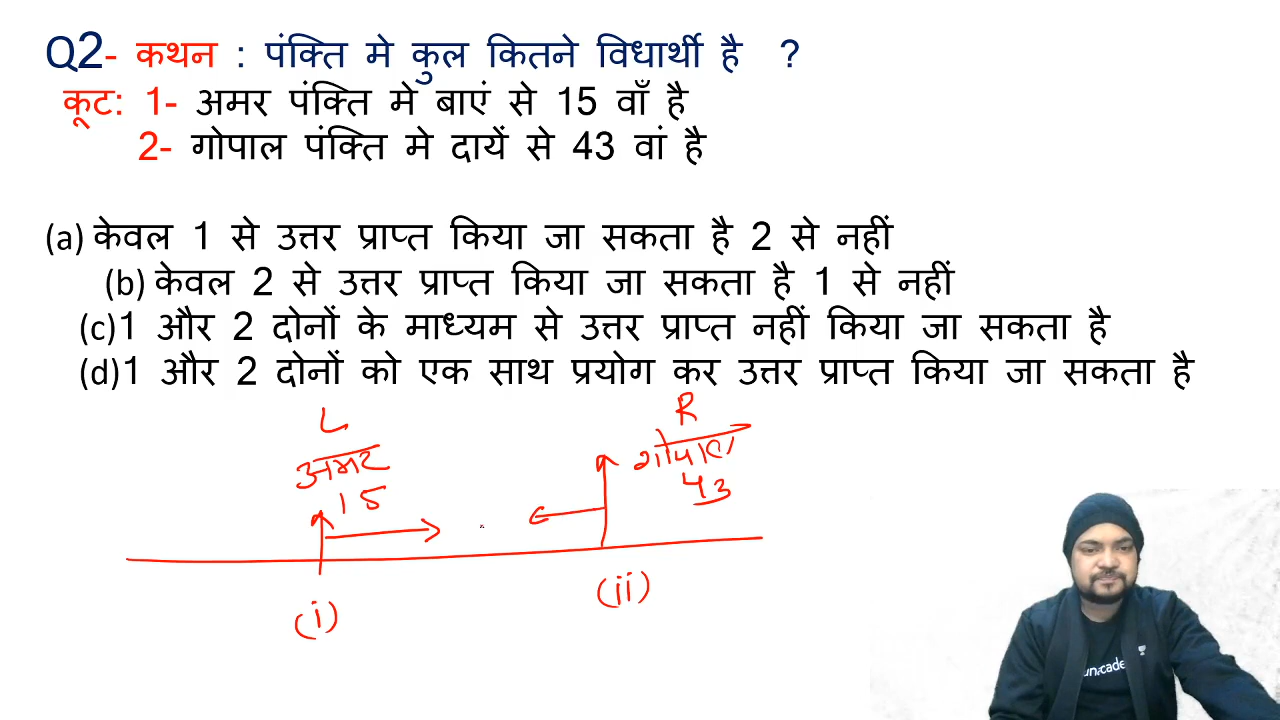 Q2- कथन : पंक्ति मे कुल कितने विधार्थी है ?
कूट: 1- अमर पंक्ति मे बाएं से 15 वाँ है
2- गोपाल पंक्ति मे दायें से 43 वां है
(a) केवल 1 से उत्तर प्राप्त किया जा सकता है 2 से नहीं
(b) केवल 2 से उत्तर प्राप्त किया जा सकता है 1 से नहीं
(c)1 और 2 दोनों के माध्यम से उत्तर प्राप्त नहीं किया जा सकता है
(d)1 और 2 दोनों को एक साथ प्रयोग कर उत्तर प्राप्त किया जा सकता है
L
R
अमर
गोपाल
15
43
(i)
(ii)
unacade